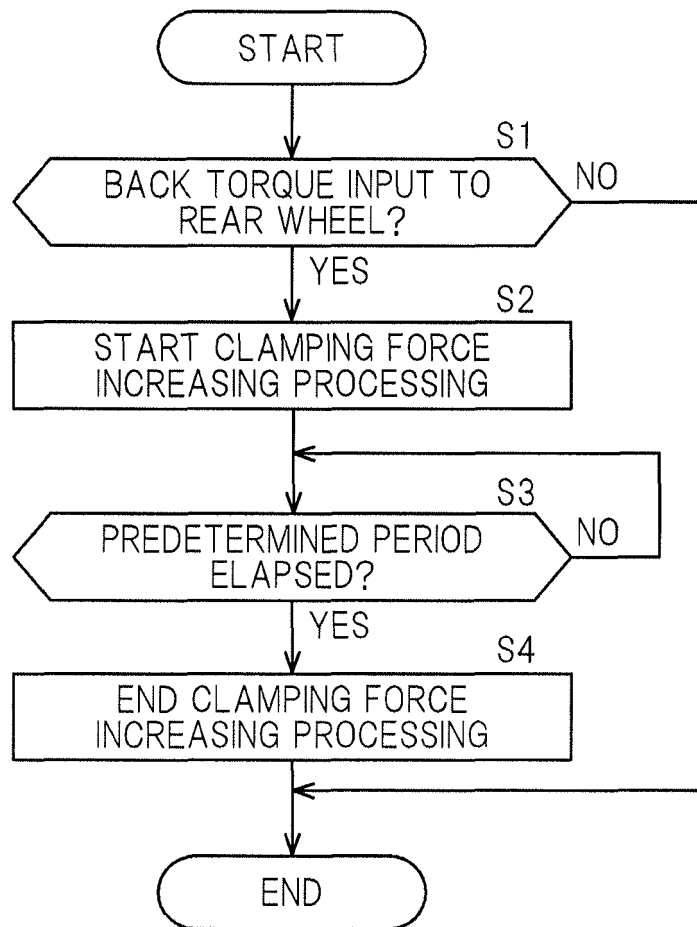 START
S1
BACK TORQUE INPUT TO
REAR WHEEL?
NO
YES
S2
START CLAMPING FORCE
INCREASING PROCESSING
S3
PREDETERMINED PERIOD
ELAPSED?
NO
YES
S4
END CLAMPING FORCE
INCREASING PROCESSING
END